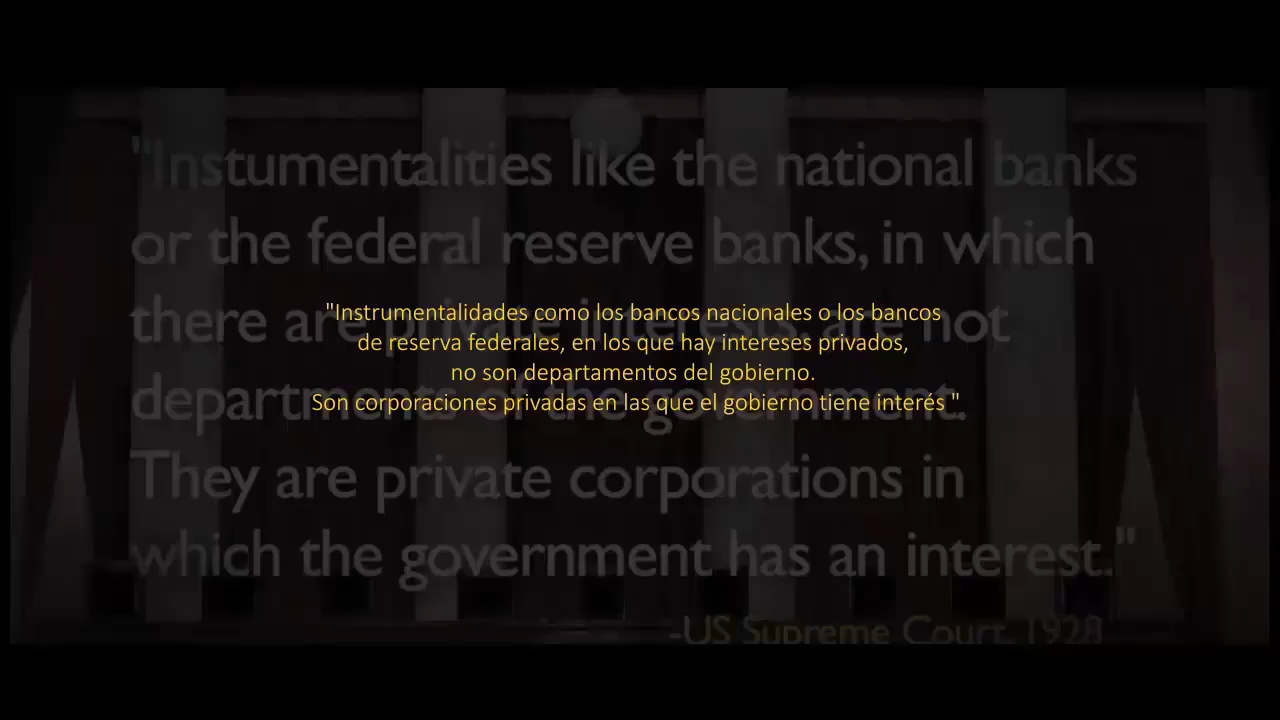 "Instumentalities like the national banks
or the federal reserve banks, in which
there are private interests, are not
departments of the government.
They are private corporations in
which the government has an interest."
-US Supreme Court, 1928
"Instrumentalidades como los bancos nacionales o los bancos
de reserva federales, en los que hay intereses privados,
no son departamentos del gobierno.
Son corporaciones privadas en las que el gobierno tiene interés "